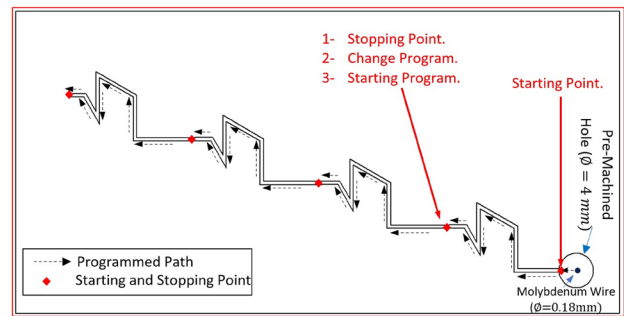 1- Stopping Point.
2- Change Program.
3- Starting Program.
Starting Point.
Pre-Machined
Hole (Ø = 4 mm)
Molybdenum Wire
(Ø=0.18mm)
Programmed Path
Starting and Stopping Point